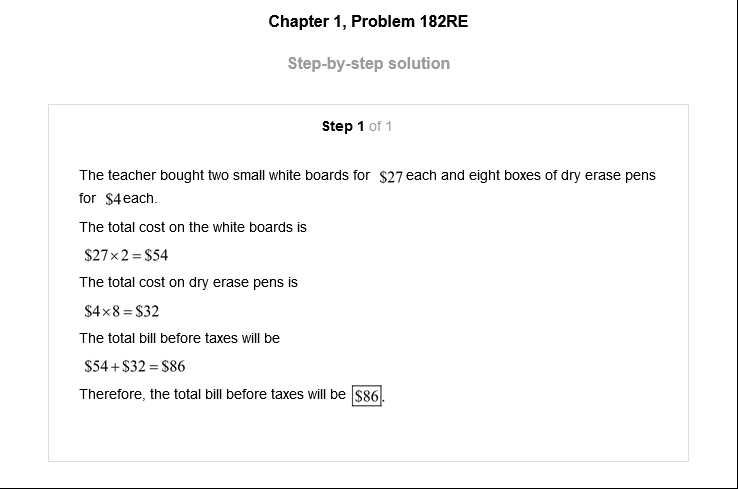 Chapter 1, Problem 182RE
Step-by-step solution
Step 1 of 1
The teacher bought two small white boards for $27 each and eight boxes of dry erase pens
for $4 each.
The total cost on the white boards is
$27×2=$54
The total cost on dry erase pens is
$4×8=$32
The total bill before taxes will be
$54+$32=$86
Therefore, the total bill before taxes will be $86.